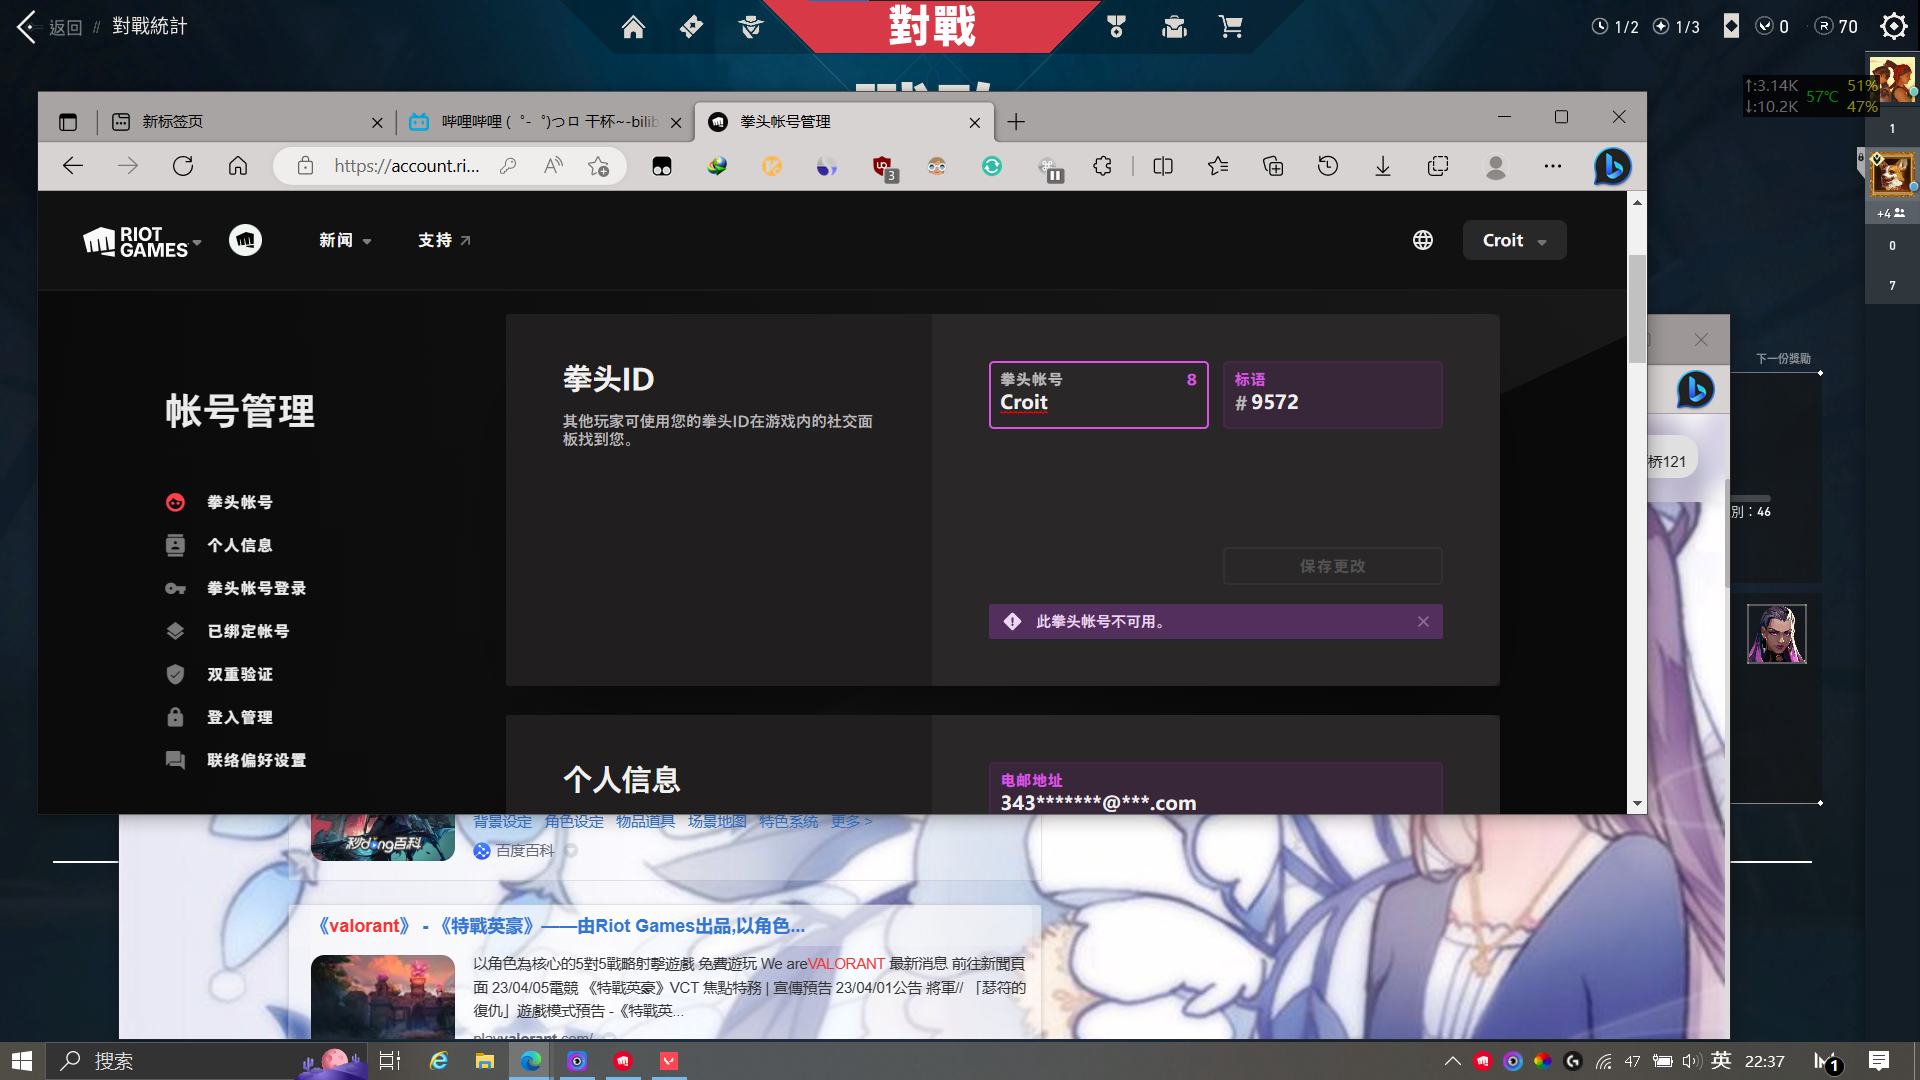 返回 // 對戰統計
對戰
1/2
1/3
0
70
↑:3.14K 51%
57℃
↓:10.2K 47%
1
+4
0
7
新标签页
哔哩哔哩 (゜-゜)つロ 干杯~-bilib
拳头帐号管理
https://account.ri...
3
RIOT
GAMES
新闻
支持
Croit
帐号管理
拳头帐号
个人信息
拳头帐号登录
已绑定帐号
双重验证
登入管理
联络偏好设置
拳头ID
其他玩家可使用您的拳头ID在游戏内的社交面
板找到您。
拳头帐号 8
Croit
标语
# 9572
保存更改
此拳头帐号不可用。
个人信息
电邮地址
343*******@***.com
下一份獎勵
桥121
別：46
背景设定 角色设定 物品道具 场景地图 特色系统 更多 >
秒dong百科
百度百科
《valorant》 - 《特戰英豪》——由Riot Games出品,以角色...
以角色為核心的5對5戰略射擊遊戲 免費遊玩 We areVALORANT 最新消息 前往新聞頁
面 23/04/05電競 《特戰英豪》VCT 焦點特務 | 宣傳預告 23/04/01公告 將軍// 「瑟符的
復仇」遊戲模式預告 -《特戰英...
playvalorant.com/
搜索
47
英
22:37
1